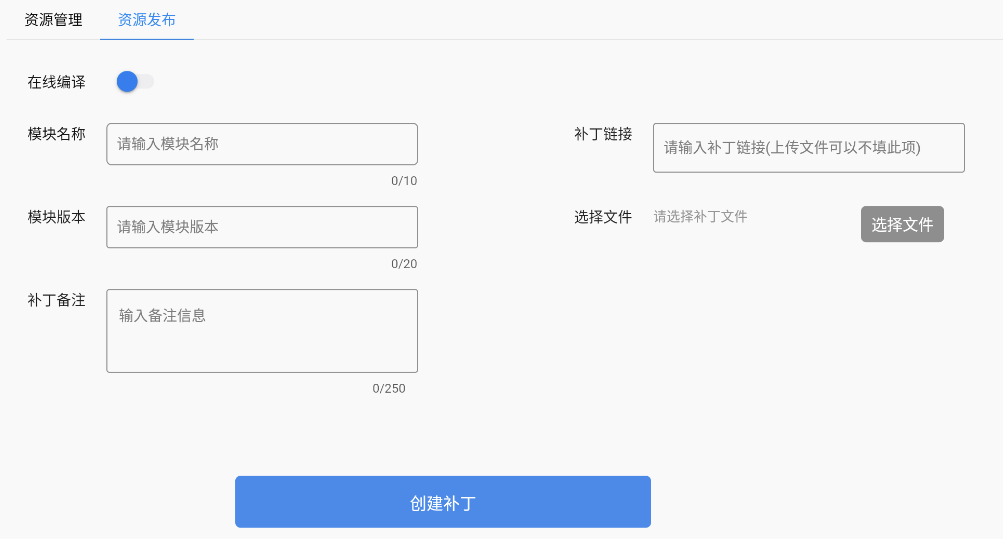 资源管理
资源发布
在线编译
模块名称
请输入模块名称
0/10
补丁链接
请输入补丁链接(上传文件可以不填此项)
模块版本
请输入模块版本
0/20
选择文件
请选择补丁文件
选择文件
补丁备注
输入备注信息
0/250
创建补丁